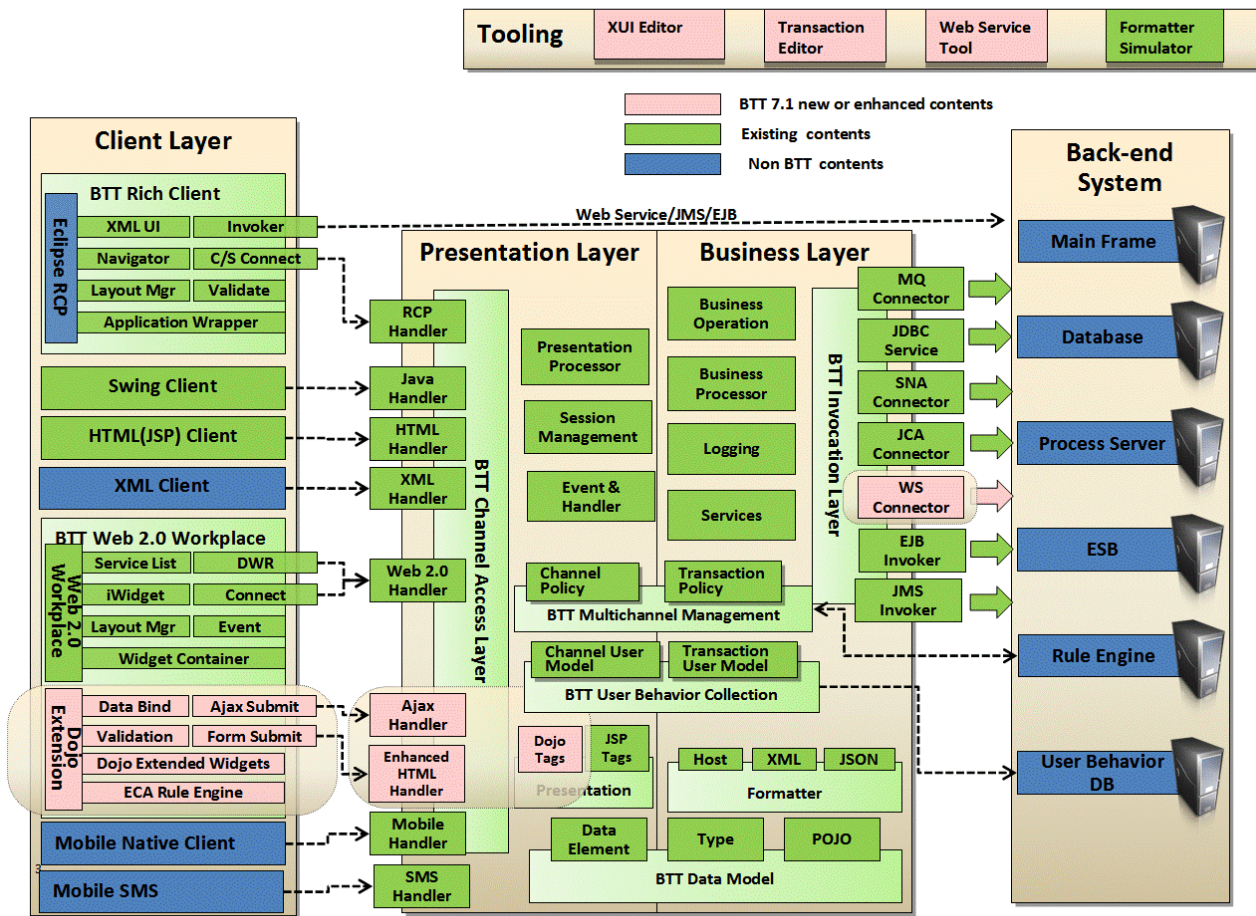 Tooling
XUI Editor
Transaction
Editor
Web Service
Tool
Formatter
Simulator
BTT 7.1 new or enhanced contents
Existing contents
Non BTT contents
Client Layer
BTT Rich Client
Eclipse RCP
XML UI
Invoker
Navigator
C/S Connect
Layout Mgr
Validate
Application Wrapper
Swing Client
HTML(JSP) Client
XML Client
BTT Web 2.0 Workplace
Web 2.0
Workplace
Service List
DWR
iWidget
Connect
Layout Mgr
Event
Widget Container
Dojo
Extension
Data Bind
Ajax Submit
Validation
Form Submit
Dojo Extended Widgets
ECA Rule Engine
Mobile Native Client
3
Mobile SMS
Web Service/JMS/EJB
Presentation Layer
RCP
Handler
Java
Handler
HTML
Handler
XML
Handler
Web 2.0
Handler
Ajax
Handler
Enhanced
HTML
Handler
Mobile
Handler
SMS
Handler
BTT Channel Access Layer
Presentation
Processor
Session
Management
Event &
Handler
Business Layer
Business
Operation
Business
Processor
Logging
Services
BTT Invocation Layer
Channel
Policy
Transaction
Policy
BTT Multichannel Management
Channel User
Model
Transaction
User Model
BTT User Behavior Collection
Dojo
Tags
JSP
Tags
Presentation
Host
XML
JSON
Formatter
Data
Element
Type
POJO
BTT Data Model
MQ
Connector
JDBC
Service
SNA
Connector
JCA
Connector
WS
Connector
EJB
Invoker
JMS
Invoker
Back-end
System
Main Frame
Database
Process Server
ESB
Rule Engine
User Behavior
DB